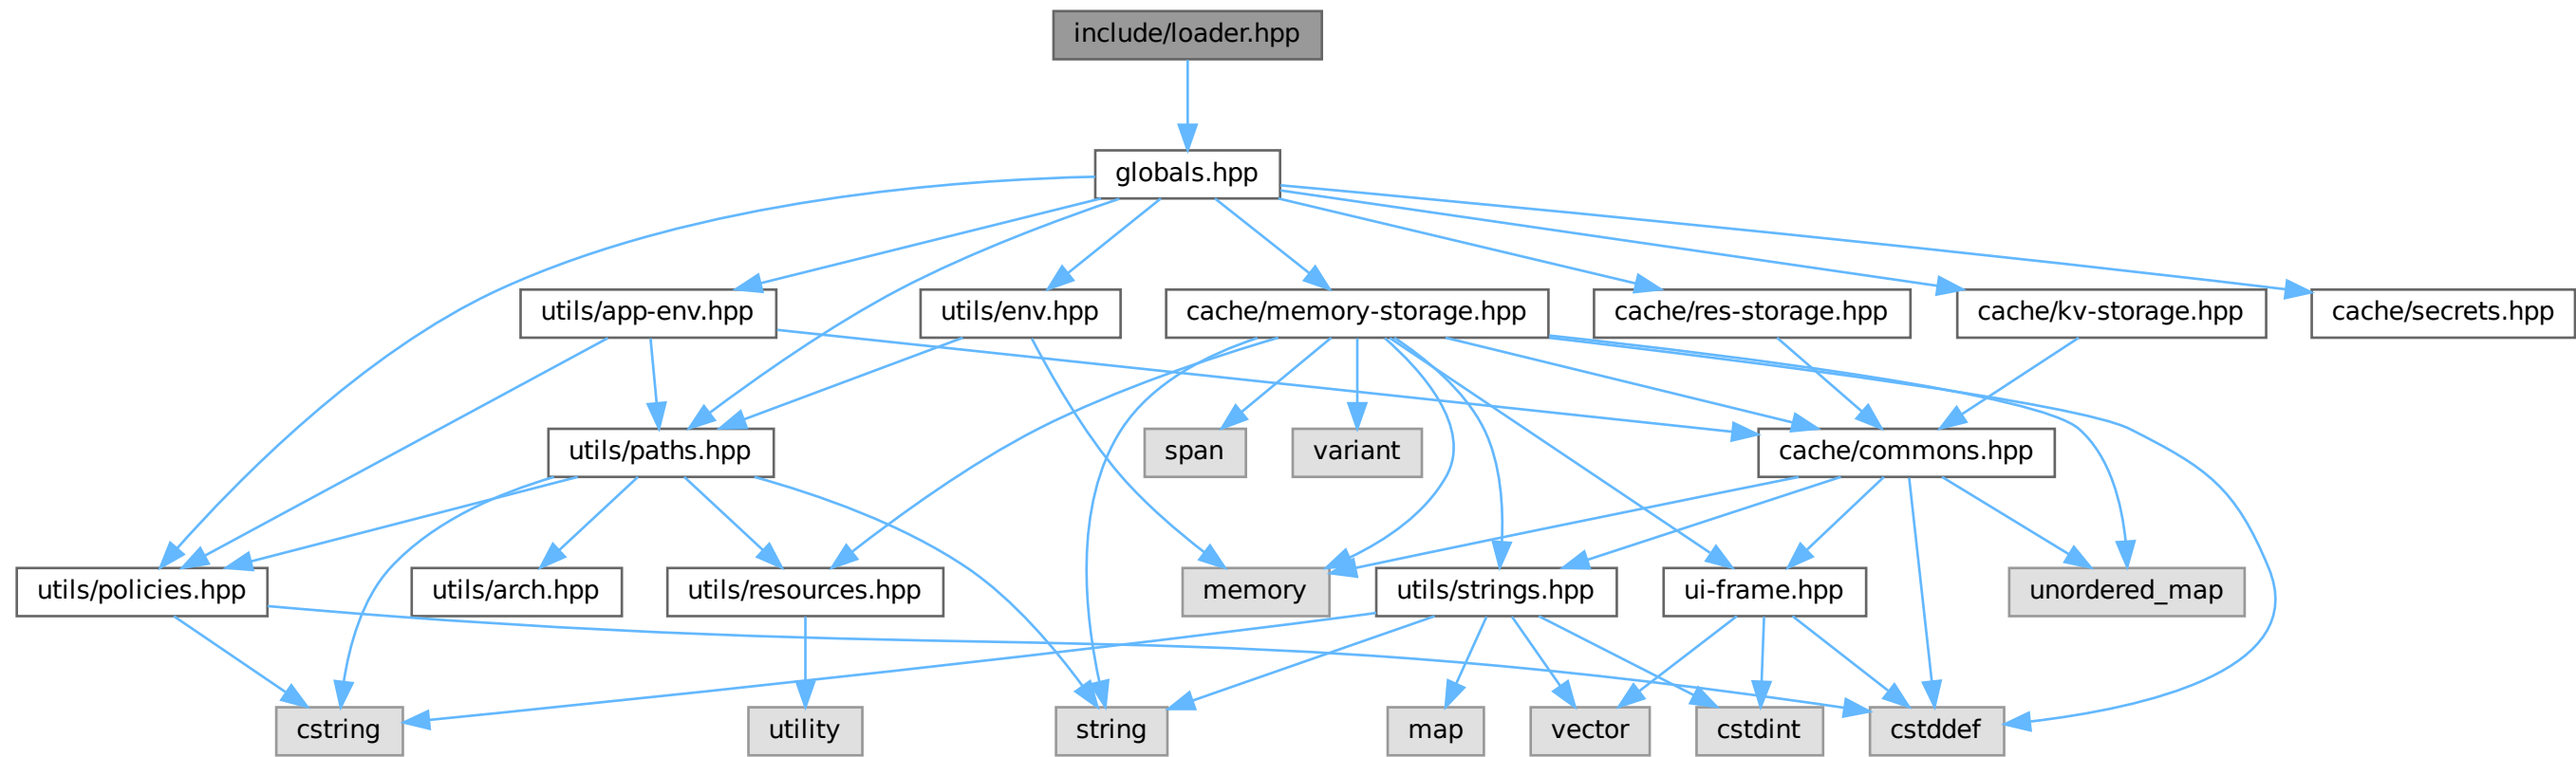 include/loader.hpp
globals.hpp
utils/app-env.hpp
utils/env.hpp
cache/memory-storage.hpp
cache/res-storage.hpp
cache/kv-storage.hpp
cache/secrets.hpp
utils/paths.hpp
span
variant
cache/commons.hpp
utils/policies.hpp
utils/arch.hpp
utils/resources.hpp
memory
utils/strings.hpp
ui-frame.hpp
unordered_map
cstring
utility
string
map
vector
cstdint
cstddef